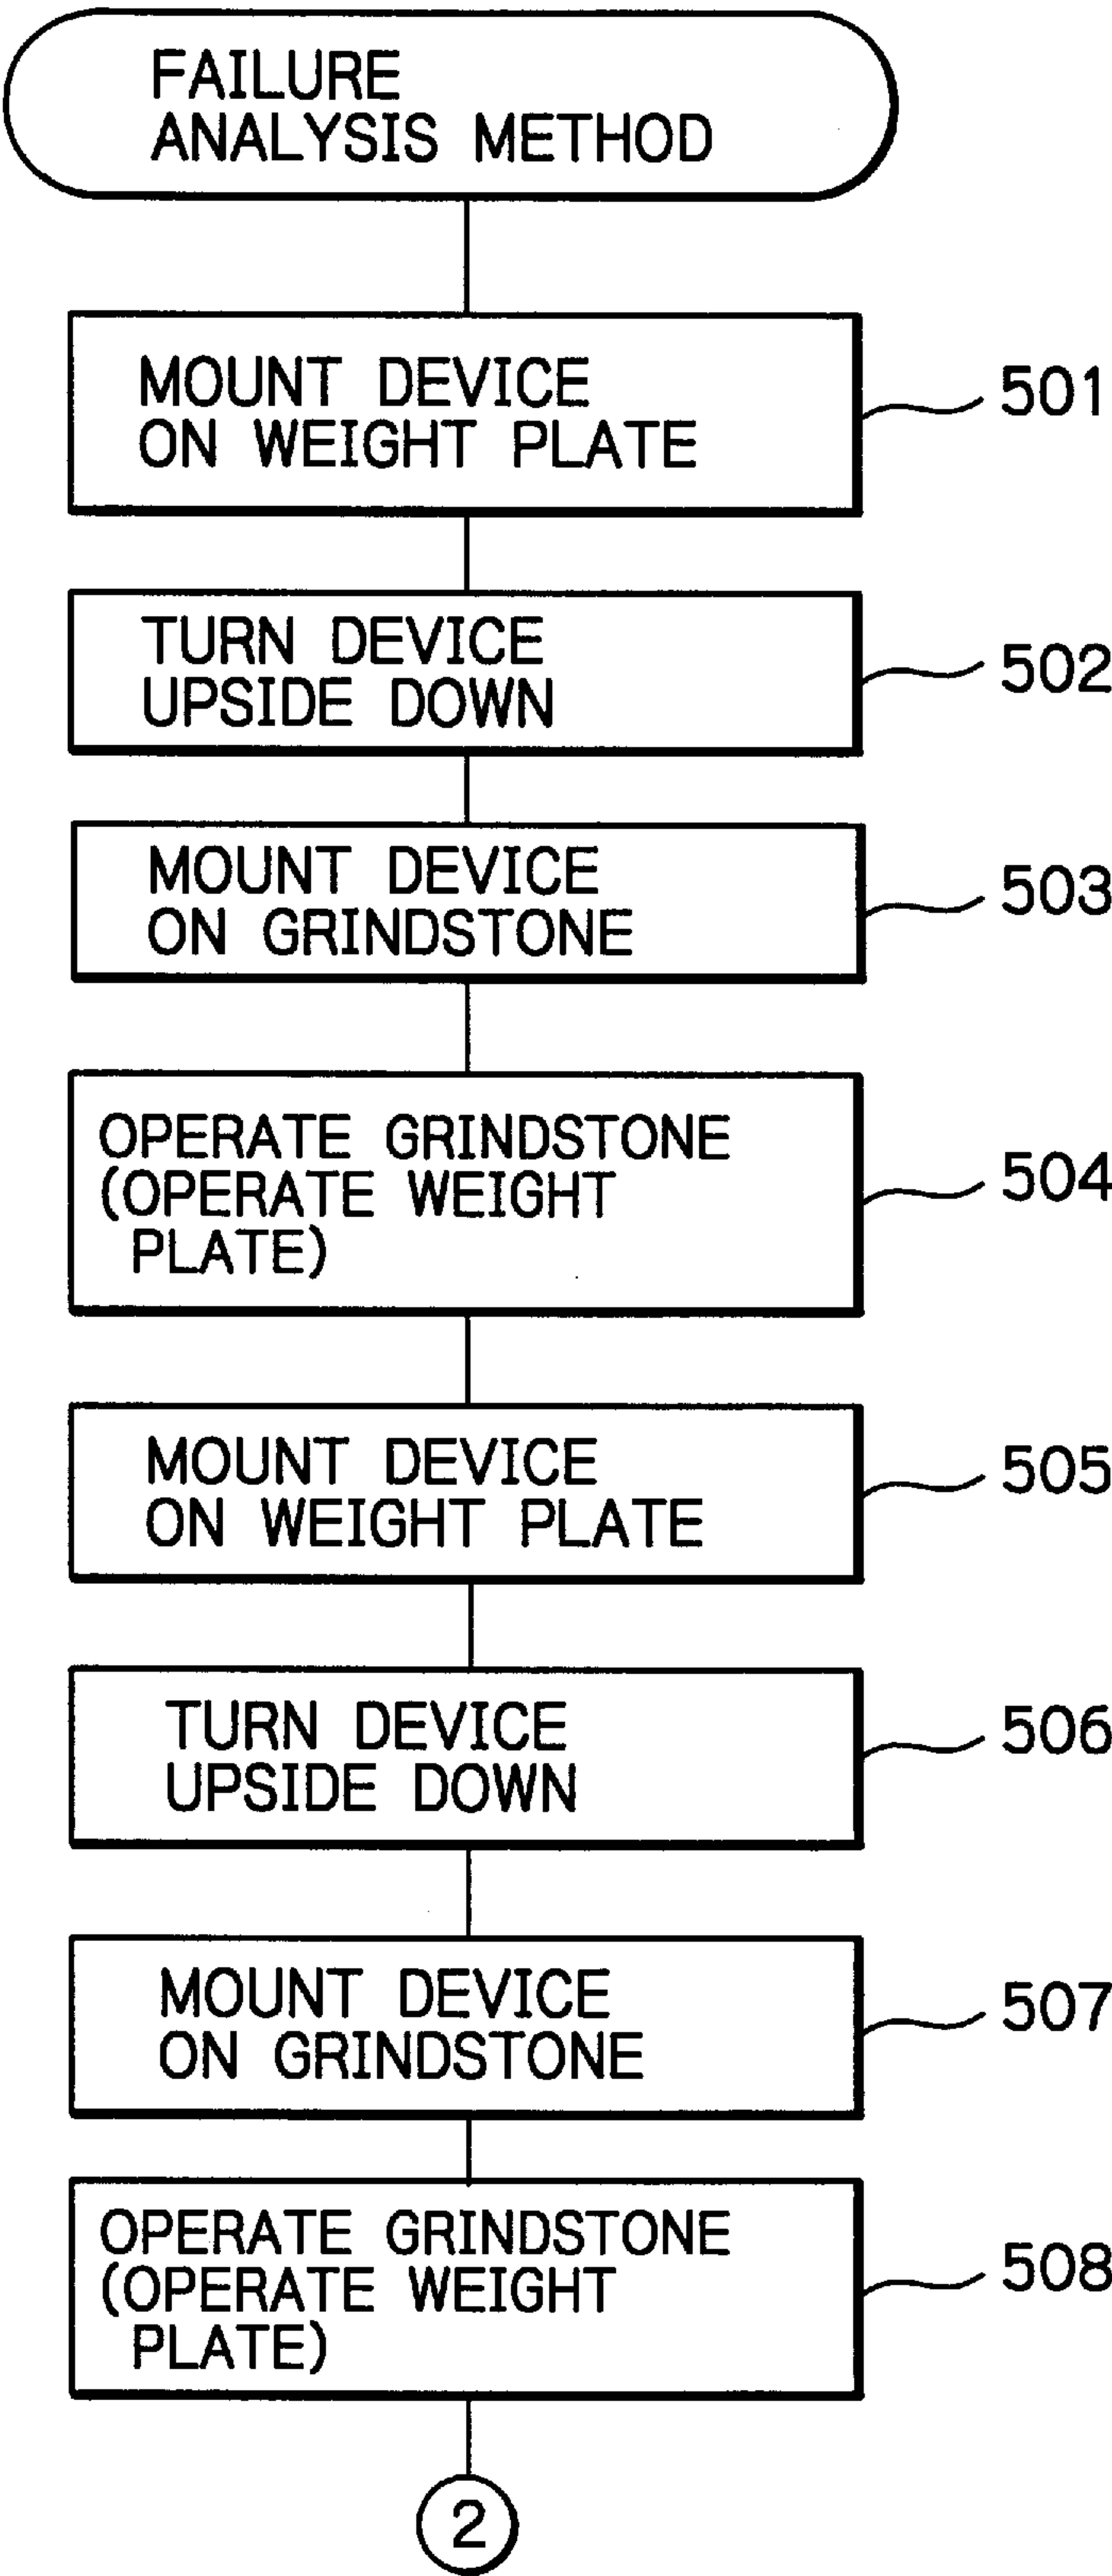 FAILURE
ANALYSIS METHOD
MOUNT DEVICE
ON WEIGHT PLATE
501
TURN DEVICE
UPSIDE DOWN
502
MOUNT DEVICE
ON GRINDSTONE
503
OPERATE GRINDSTONE
(OPERATE WEIGHT
PLATE)
504
MOUNT DEVICE
ON WEIGHT PLATE
505
TURN DEVICE
UPSIDE DOWN
506
MOUNT DEVICE
ON GRINDSTONE
507
OPERATE GRINDSTONE
(OPERATE WEIGHT
PLATE)
508
2